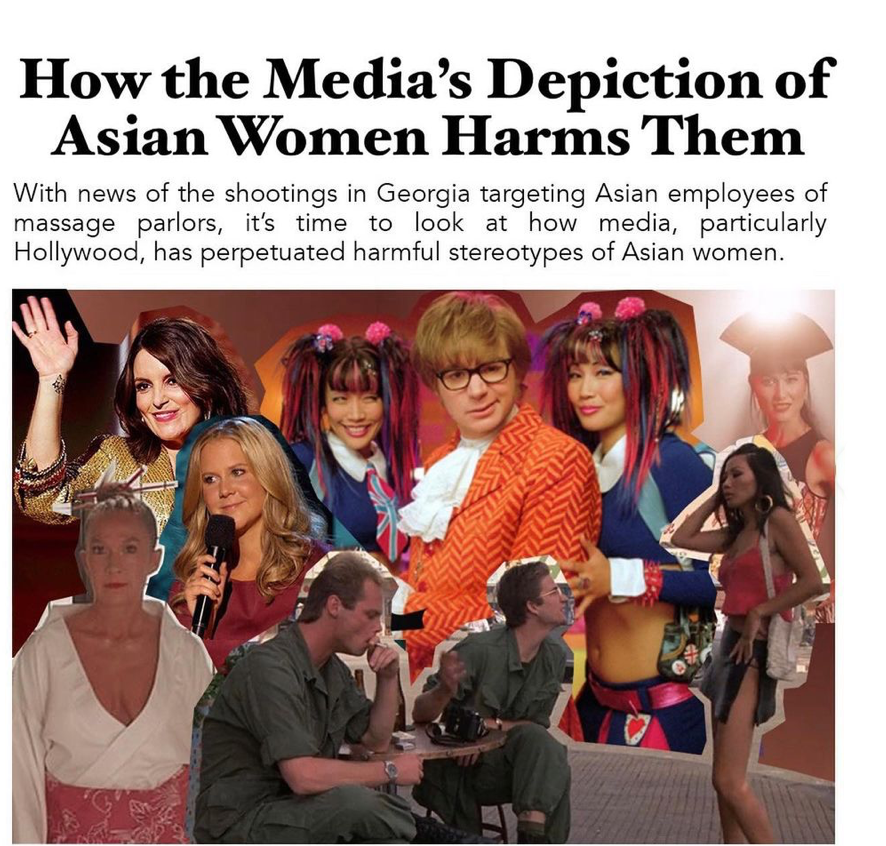 How the Media’s Depiction of
Asian Women Harms Them
With news of the shootings in Georgia targeting Asian employees of
massage parlors, it’s time to look at how media, particularly
Hollywood, has perpetuated harmful stereotypes of Asian women.